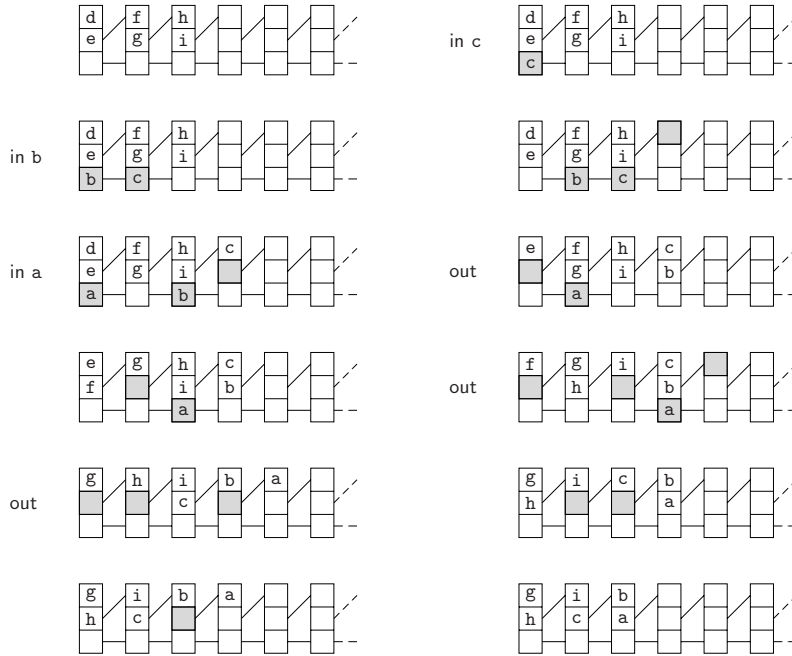 d f h
e g i
in c
d f h
e g i
c
in b
d f h
e g i
b c
d f h
e g i
b c
in a
d f h c
e g i
a b
out
e f h c
g i b
a
e g h c
f i b
a
out
f g i c
h b
a
out
g h i b a
c
g i c b
h a
g i b a
h c
g i b
h c a